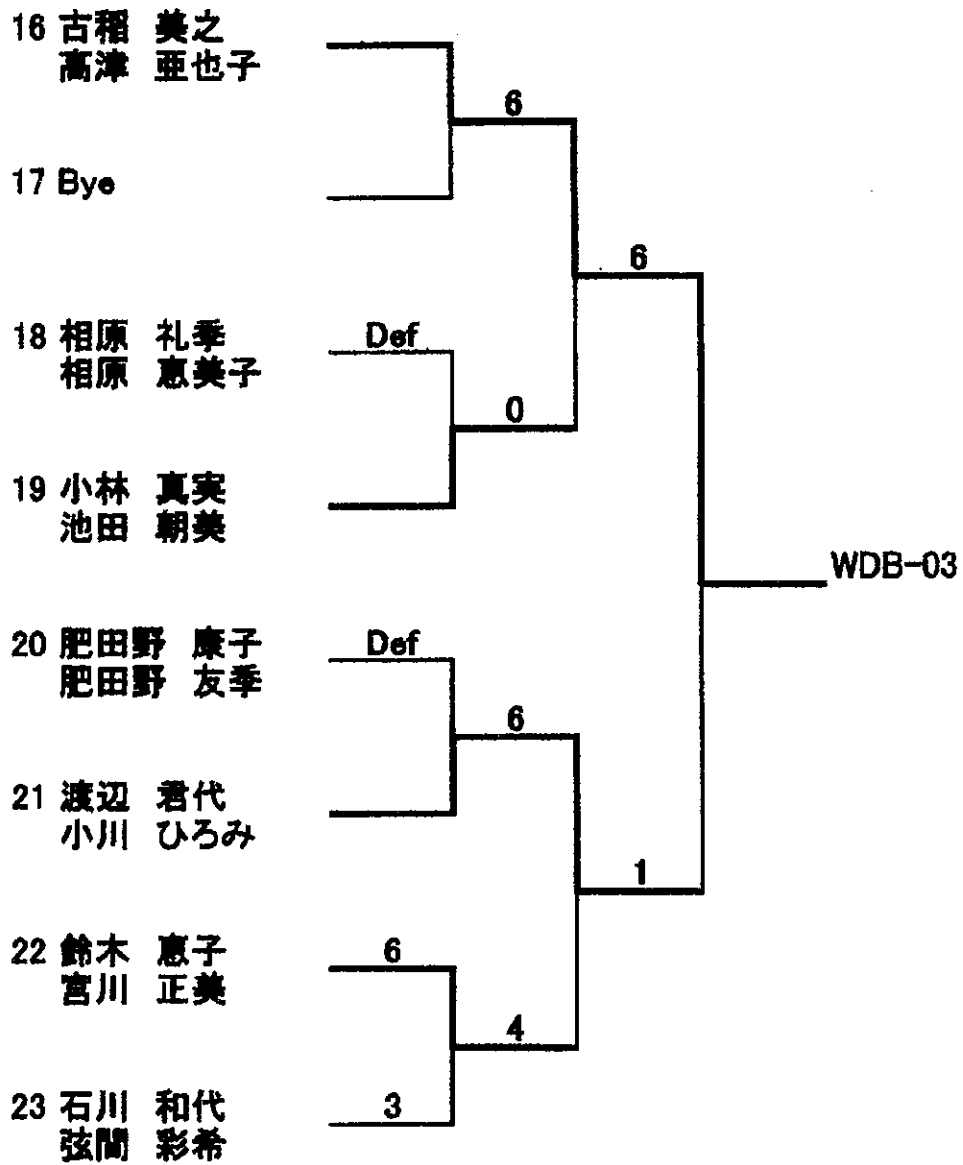 16 古稲 美之
高津 亜也子
6
17 Bye
6
18 相原 礼季
相原 恵美子
Def
0
19 小林 真実
池田 朝美
WDB-03
20 肥田野 康子
肥田野 友季
Def
6
21 渡辺 君代
小川 ひろみ
1
22 鈴木 恵子
宮川 正美
6
4
23 石川 和代
弦間 彩希
3